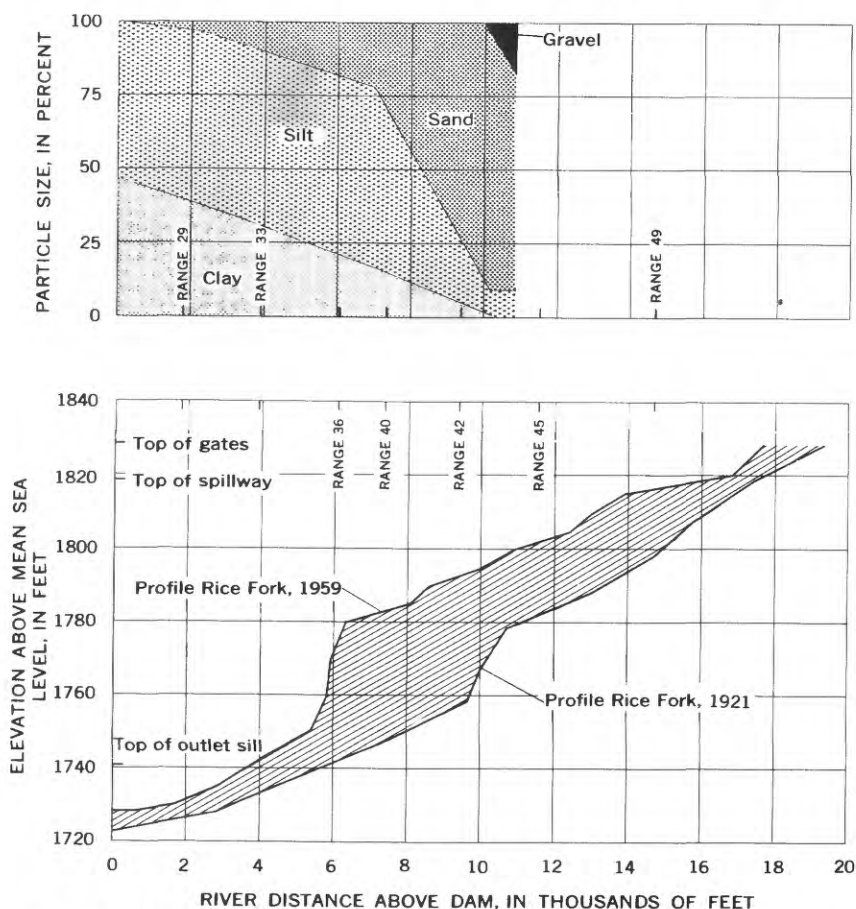 PARTICLE SIZE, IN PERCENT
100
75
50
25
0
Gravel
Sand
Silt
Clay
RANGE 29
RANGE 33
RANGE 49
ELEVATION ABOVE MEAN SEA
LEVEL, IN FEET
1840
1820
1800
1780
1760
1740
1720
Top of gates
Top of spillway
RANGE 36
RANGE 40
RANGE 42
RANGE 45
Profile Rice Fork, 1959
Profile Rice Fork, 1921
Top of outlet sill
0
2
4
6
8
10
12
14
16
18
20
RIVER DISTANCE ABOVE DAM, IN THOUSANDS OF FEET